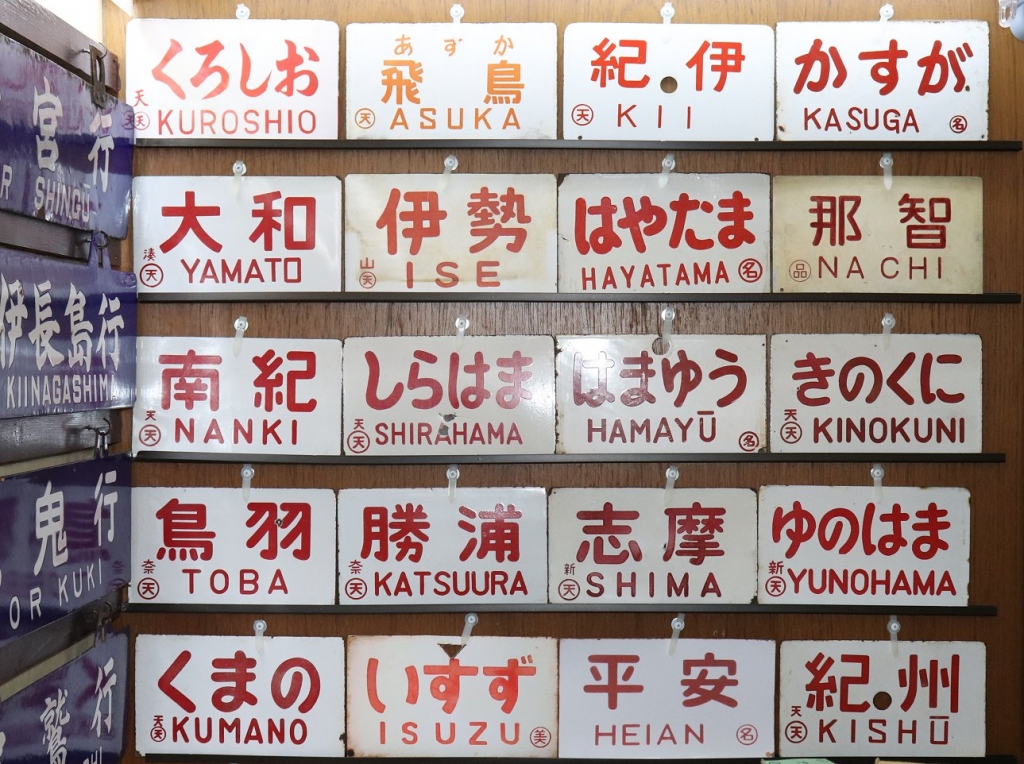 宮 行
SHINGU
くろしお
天
天 KUROSHIO
あすか
飛鳥
天 ASUKA
紀伊
天 KII
かすが
KASUGA 名
大和
湊
天 YAMATO
伊勢
山
天 ISE
はやたま
HAYATAMA 名
那智
品 NACHI
伊長島行
KIINAGASHIMA
南紀
天
天 NANKI
しらはま
天
天 SHIRAHAMA
はまゆう
HAMAYŪ 名
きのくに
天
天 KINOKUNI
鬼 行
OR KUKI
鳥羽
奈
天 TOBA
勝浦
奈
天 KATSUURA
志摩
新
天 SHIMA
ゆのはま
新
天 YUNOHAMA
鷲 行
くまの
天
天 KUMANO
いすず
ISUZU 美
平安
HEIAN 名
紀州
天
天 KISHŪ